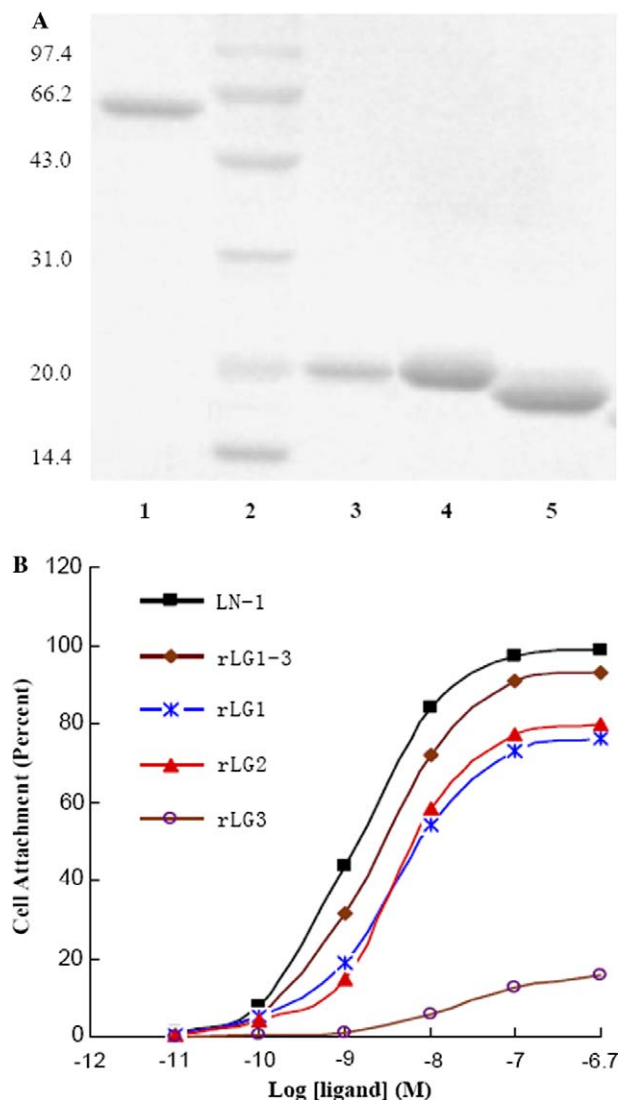 A
97.4
66.2
43.0
31.0
20.0
14.4
1 2 3 4 5
B
120
100
80
60
40
20
0
LN-1
rLG1-3
rLG1
rLG2
rLG3
Cell Attachment (Percent)
-12 -11 -10 -9 -8 -7 -6.7
Log [ligand] (M)